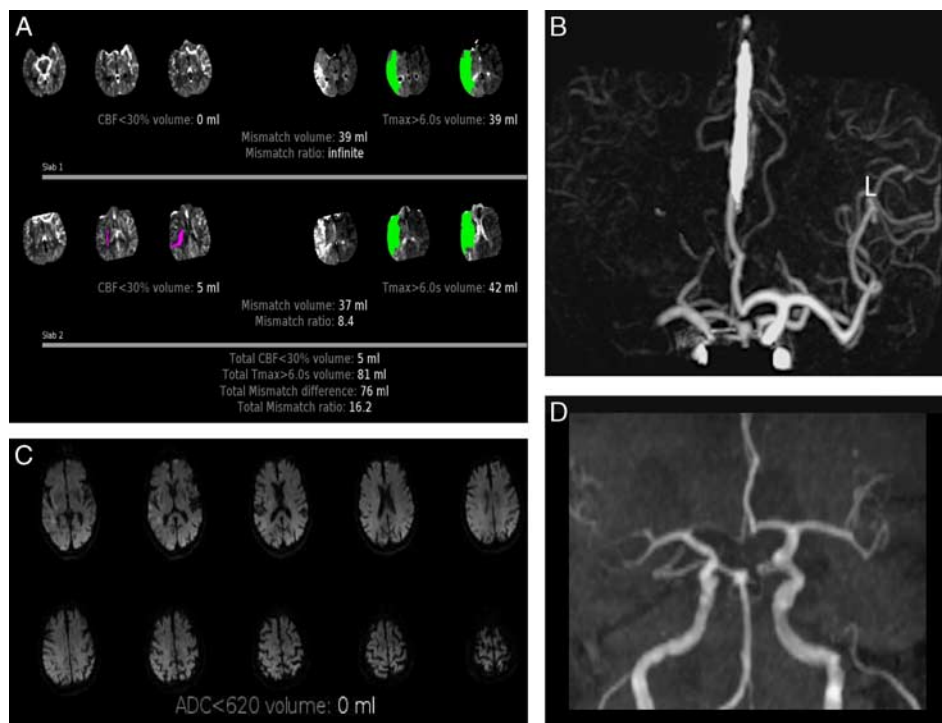 A
CBF<30% volume: 0 ml
Tmax>6.0s volume: 39 ml
Mismatch volume: 39 ml
Mismatch ratio: infinite
Slab 1
CBF<30% volume: 5 ml
Tmax>6.0s volume: 42 ml
Mismatch volume: 37 ml
Mismatch ratio: 8.4
Slab 2
Total CBF<30% volume: 5 ml
Total Tmax>6.0s volume: 81 ml
Total Mismatch difference: 76 ml
Total Mismatch ratio: 16.2
B
L
C
ADC<620 volume: 0 ml
D